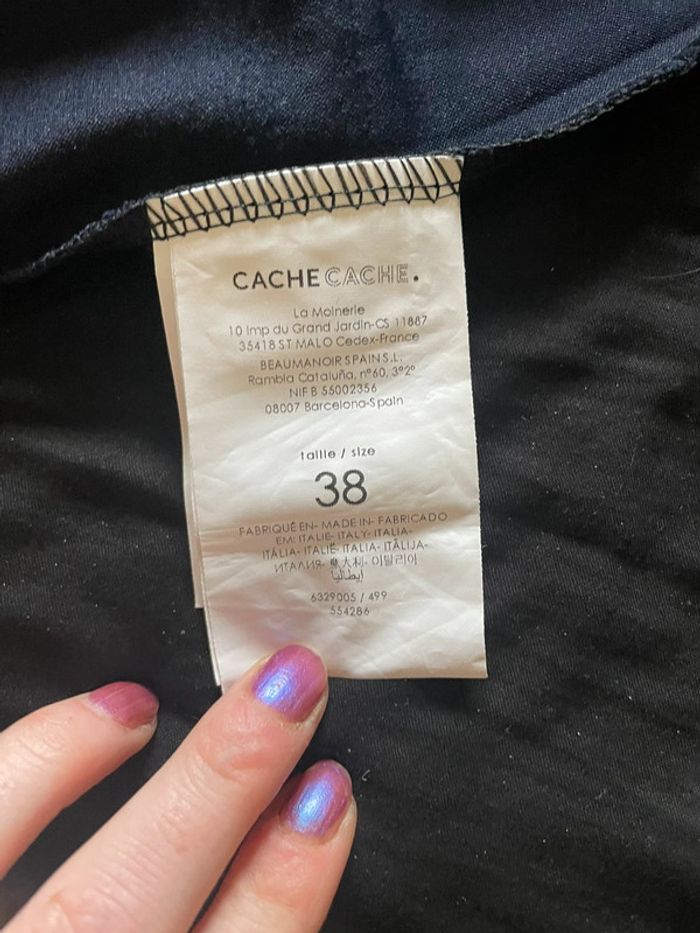 CACHE CACHE.
La Moinerie
10 Imp du Grand Jardin-CS 11887
35418 ST MALO Cedex-France
BEAUMANOIR SPAIN S.L.
Rambla Cataluña, nº60, 3º2º
NIF B 55002356
08007 Barcelona-Spain
taille / size
38
FABRIQUÉ EN- MADE IN- FABRICADO
EM: ITALIE- ITALY- ITALIA-
ITÁLIA- ITALIË- ITALIA- ITĀLIJA-
ИТАЛИЯ- 意大利- 이탈리아
إيطاليا
6329005 / 499
554286